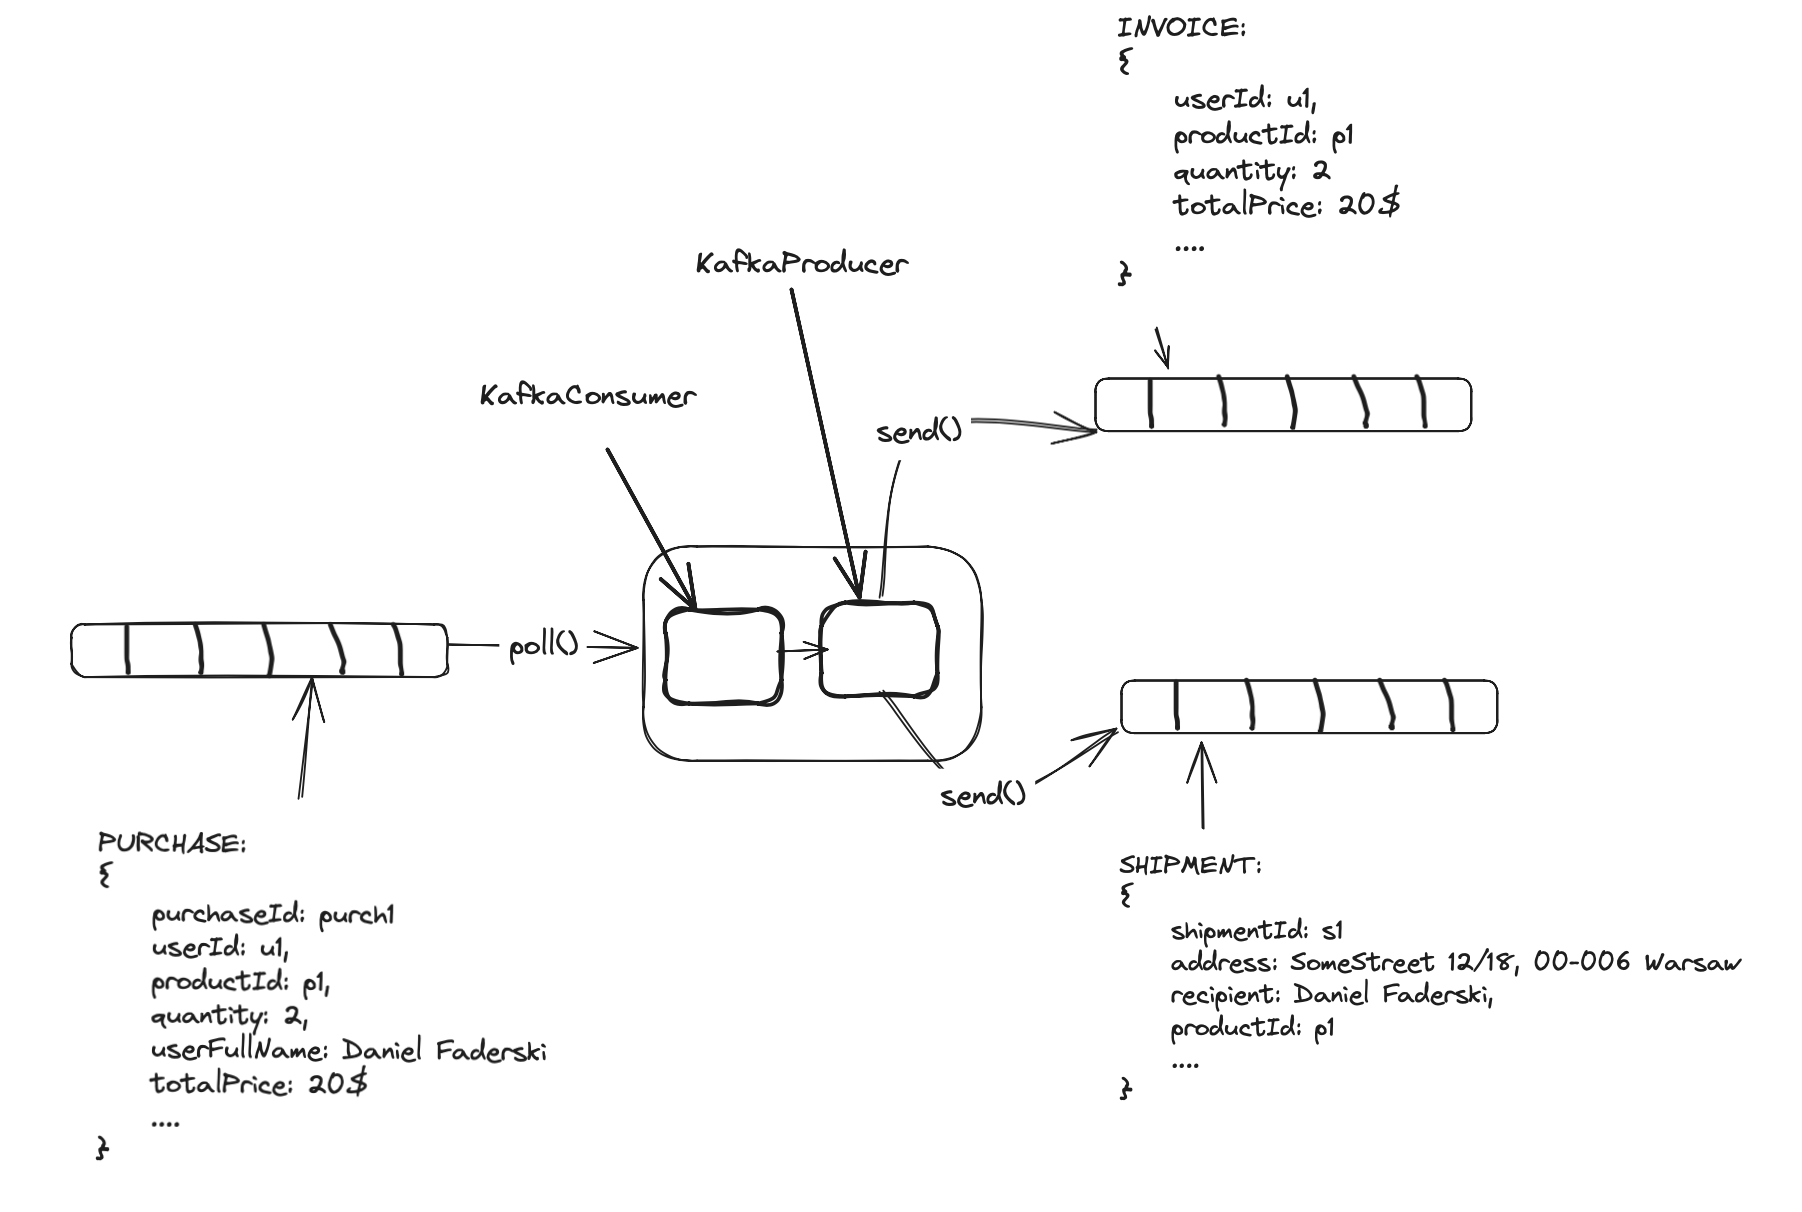 INVOICE:
{
userId: u1,
productId: p1
quantity: 2
totalPrice: 20$
....
}
KafkaProducer
KafkaConsumer
send()
poll()
send()
PURCHASE:
{
purchaseId: purch1
userId: u1,
productId: p1,
quantity: 2,
userFullName: Daniel Faderski
totalPrice: 20$
....
}
SHIPMENT:
{
shipmentId: s1
address: SomeStreet 12/18, 00-006 Warsaw
recipient: Daniel Faderski,
productId: p1
....
}